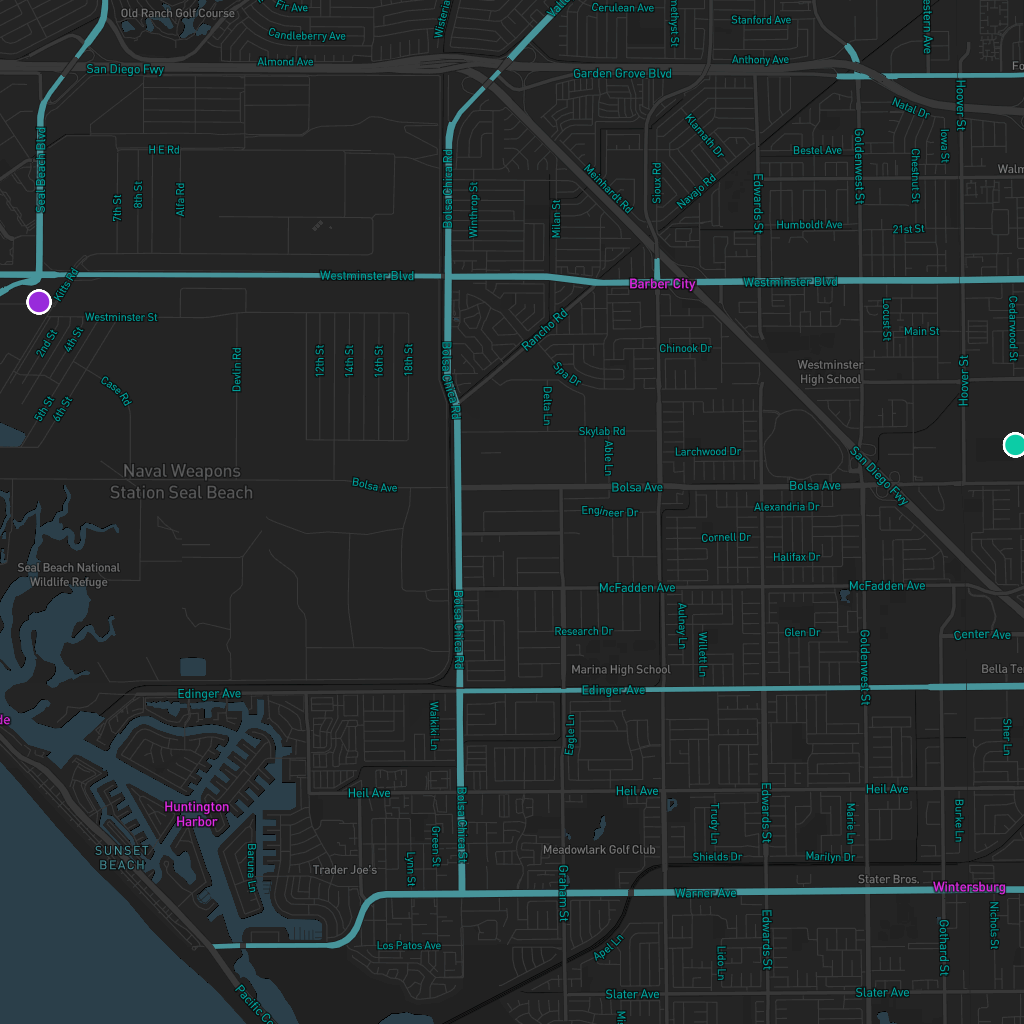 Old Ranch Golf Course
Fir Ave
Cerulean Ave
Stanford Ave
Candleberry Ave
San Diego Fwy
Almond Ave
Garden Grove Blvd
Anthony Ave
Natal Dr
Hoover St
Klamath Dr
Seal Beach Blvd
H E Rd
Bestel Ave
Iowa St
Goldenwest St
Chestnut St
Meinhardt Rd
Sioux Rd
Navajo Rd
Edwards St
7th St
8th St
Alfa Rd
Bolsa Chica Rd
Winthrop St
Milan St
Humboldt Ave
21st St
Kitts Rd
Westminster Blvd
Barber City
Westminster Blvd
Westminster St
Locust St
Cedarwood St
Main St
2nd St
4th St
Rancho Rd
Chinook Dr
Devlin Rd
12th St
14th St
16th St
18th St
Bolsa Chica Rd
Spa Dr
Westminster
High School
Hoover St
Case Rd
5th St
6th St
Delta Ln
Skylab Rd
Able Ln
Larchwood Dr
San Diego Fwy
Naval Weapons
Station Seal Beach
Bolsa Ave
Bolsa Ave
Bolsa Ave
Engineer Dr
Alexandria Dr
Cornell Dr
Halifax Dr
Seal Beach National
Wildlife Refuge
McFadden Ave
McFadden Ave
Bolsa Chica Rd
Aulnay Ln
Willett Ln
Research Dr
Glen Dr
Center Ave
Goldenwest St
Marina High School
Edinger Ave
Edinger Ave
Waikiki Ln
Eagle Ln
Sher Ln
Heil Ave
Heil Ave
Heil Ave
Huntington
Harbor
Bolsa Chica St
Edwards St
Trudy Ln
Marie Ln
Burke Ln
SUNSET
BEACH
Green St
Lynn St
Baruna Ln
Meadowlark Golf Club
Shields Dr
Marilyn Dr
Trader Joe's
Graham St
Warner Ave
Stater Bros.
Wintersburg
Los Patos Ave
Apel Ln
Lido Ln
Edwards St
Gothard St
Nichols St
Slater Ave
Slater Ave